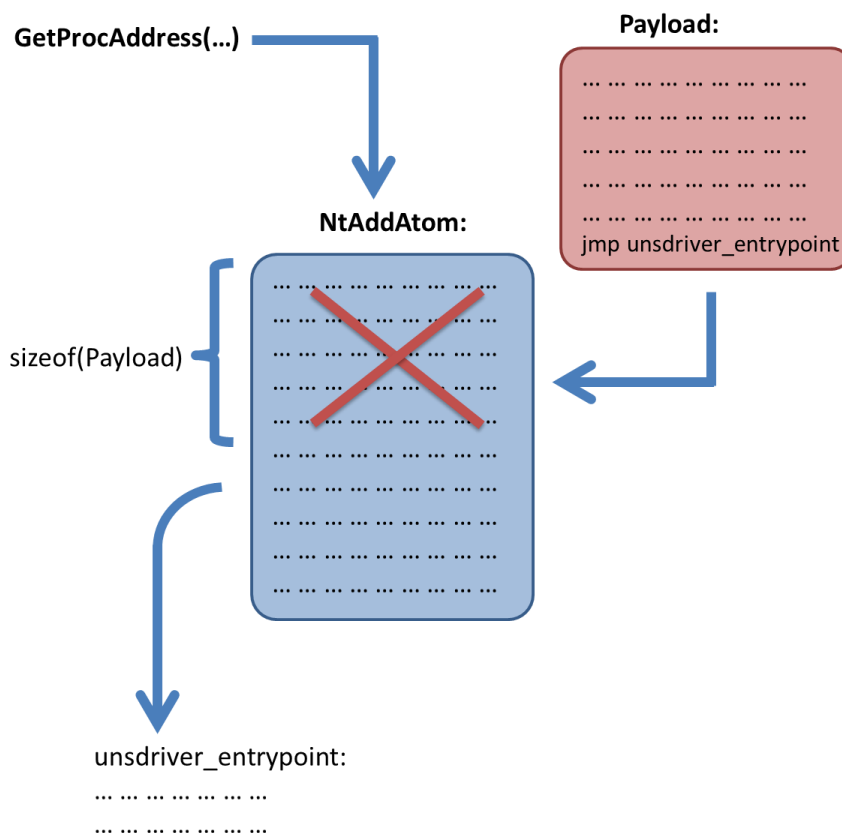 GetProcAddress(…)
Payload:
… … … … … … … … …
… … … … … … … … …
… … … … … … … … …
… … … … … … … … …
… … … … … … … … …
jmp unsdriver_entrypoint
NtAddAtom:
… … … … … … … … …
… … … … … … … … …
… … … … … … … … …
… … … … … … … … …
… … … … … … … … …
… … … … … … … … …
… … … … … … … … …
… … … … … … … … …
… … … … … … … … …
… … … … … … … … …
sizeof(Payload)
unsdriver_entrypoint:
… … … … … … …
… … … … … … …